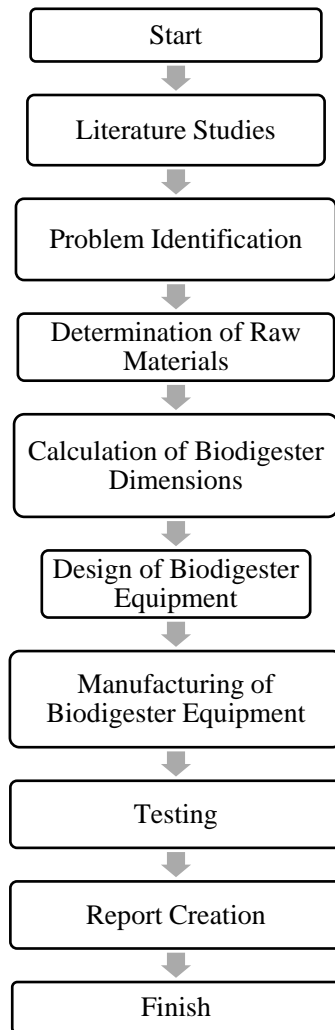 Start
Literature Studies
Problem Identification
Determination of Raw
Materials
Calculation of Biodigester
Dimensions
Design of Biodigester
Equipment
Manufacturing of
Biodigester Equipment
Testing
Report Creation
Finish